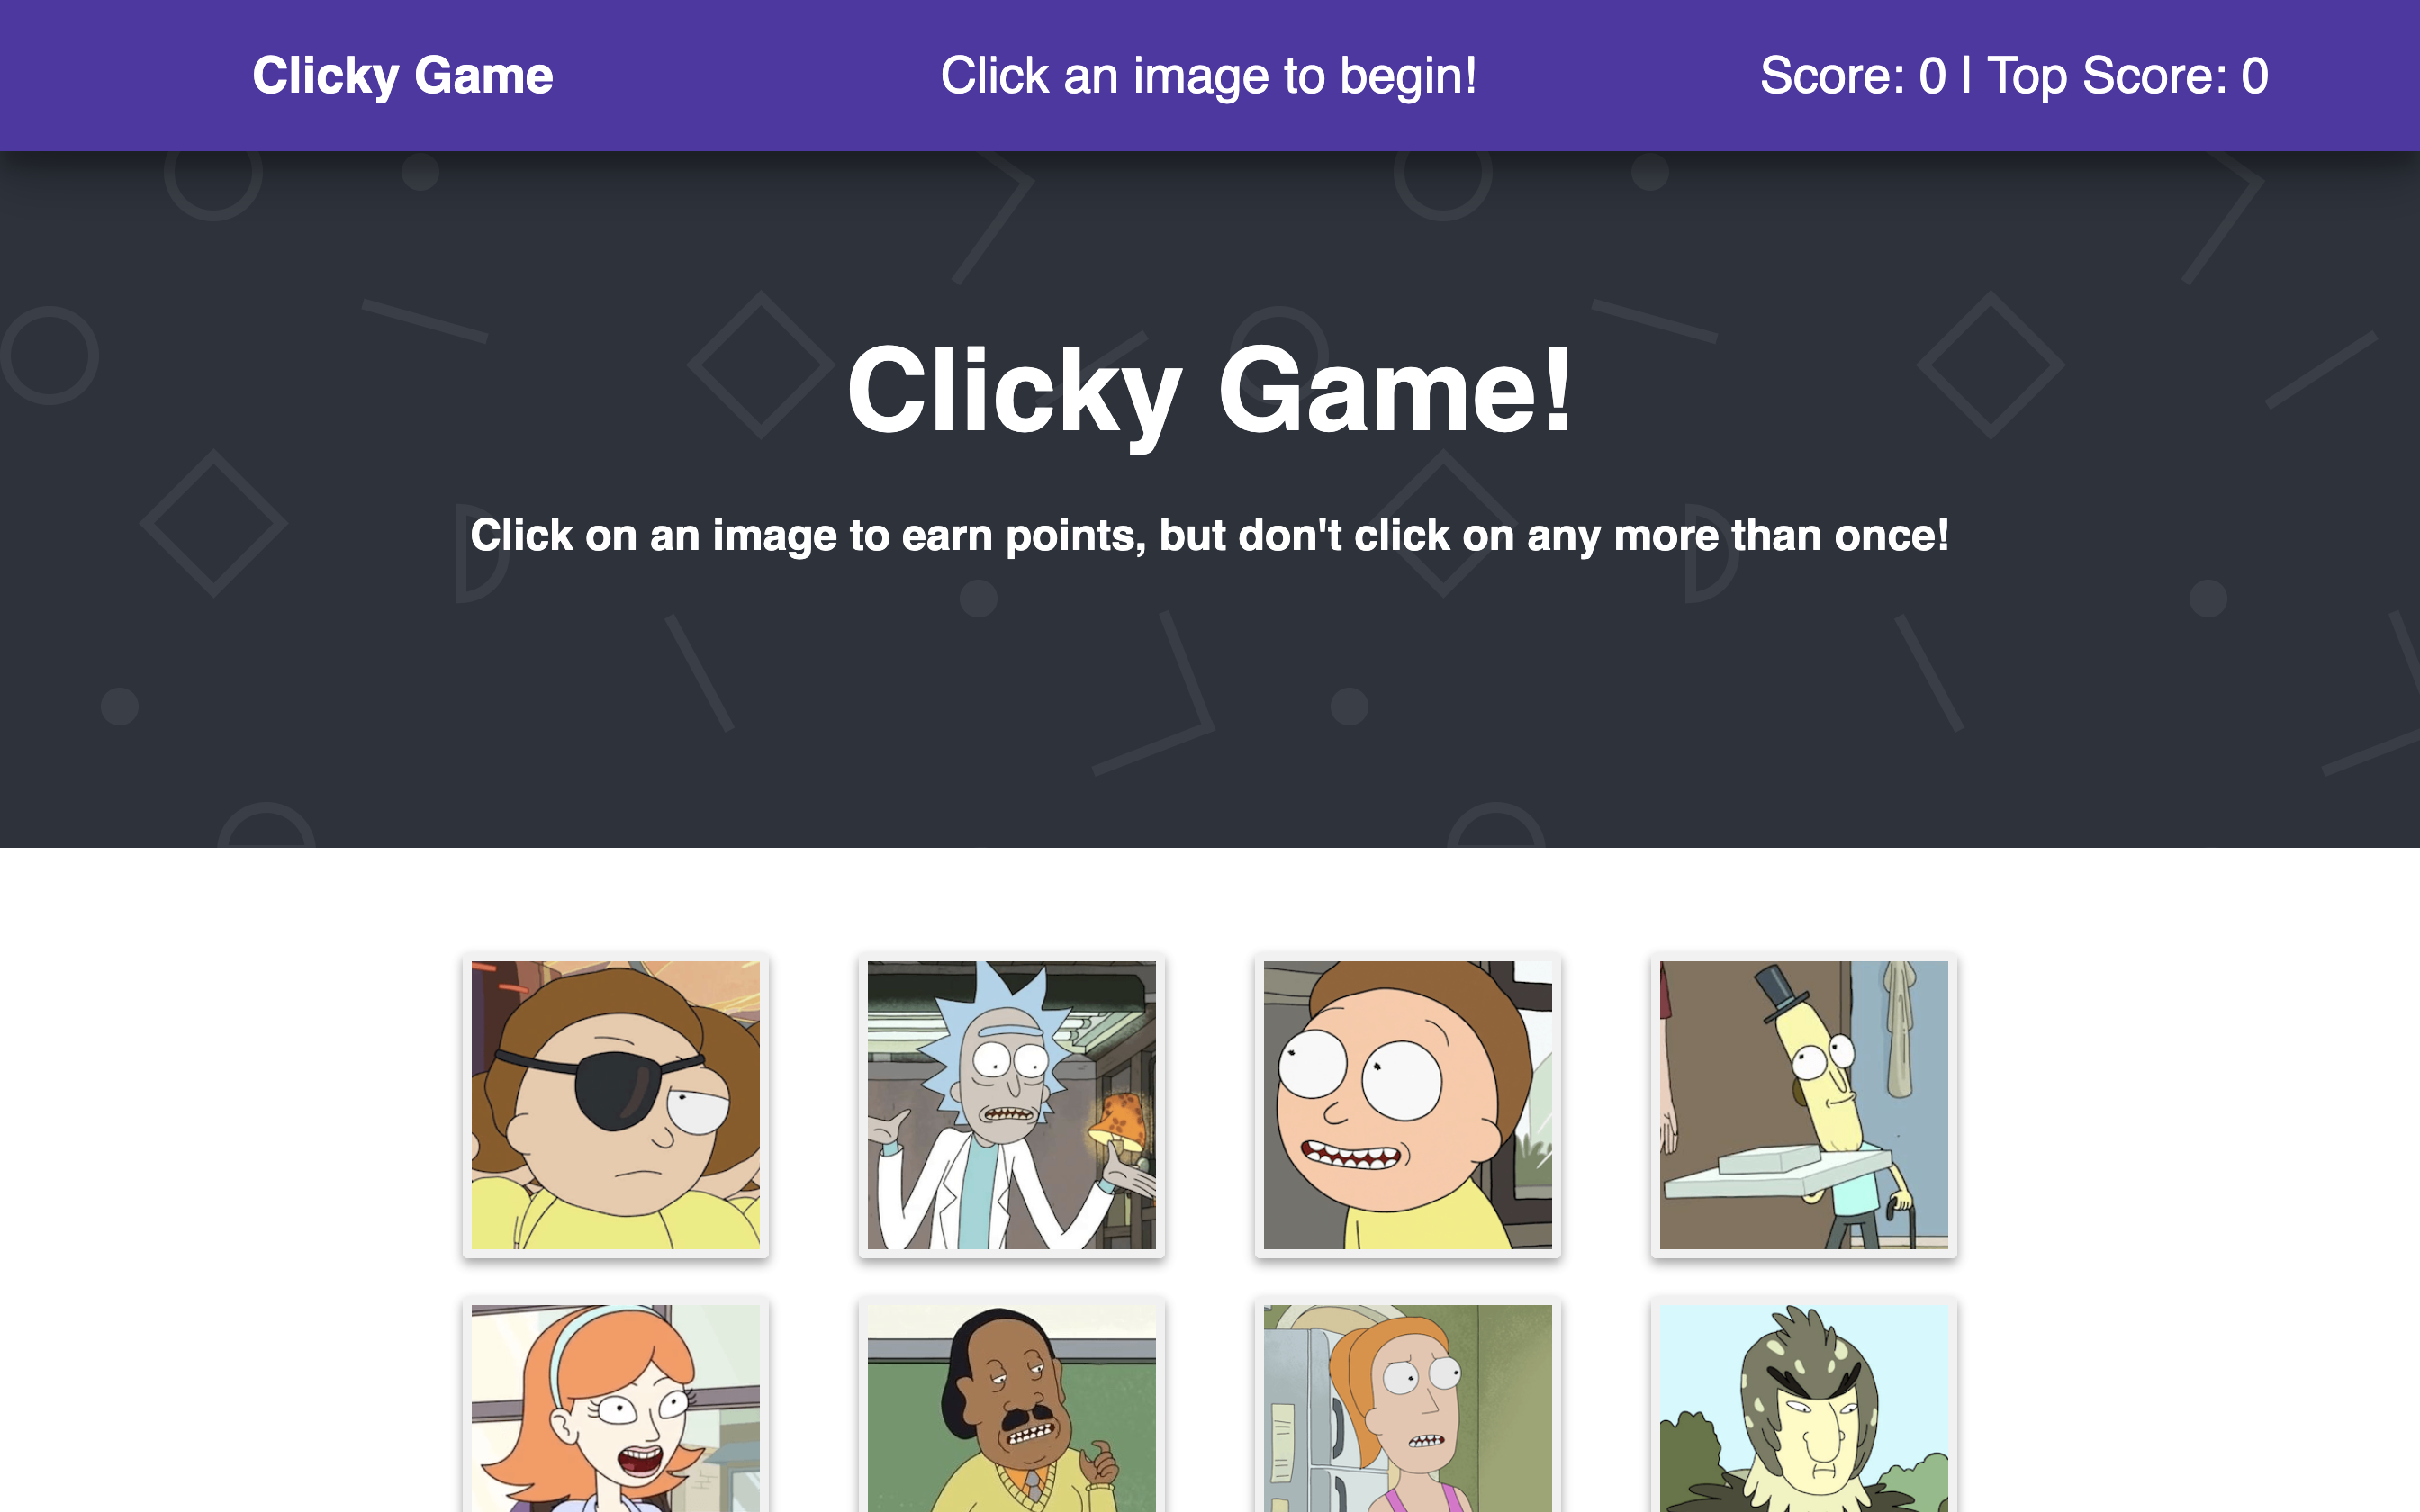 Clicky Game
Click an image to begin!
Score: 0 | Top Score: 0
Clicky Game!
Click on an image to earn points, but don't click on any more than once!